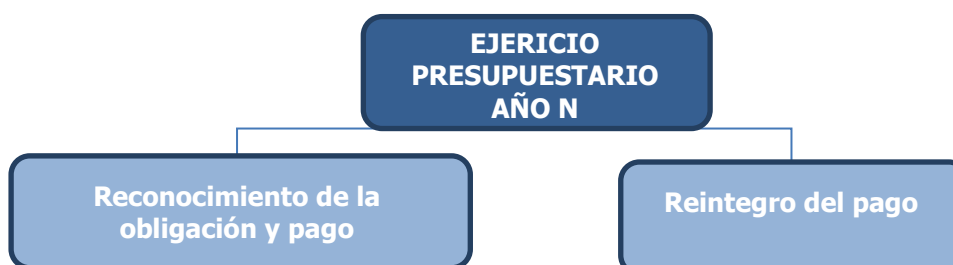 EJERICIO
PRESUPUESTARIO
AÑO N
Reconocimiento de la
obligación y pago
Reintegro del pago